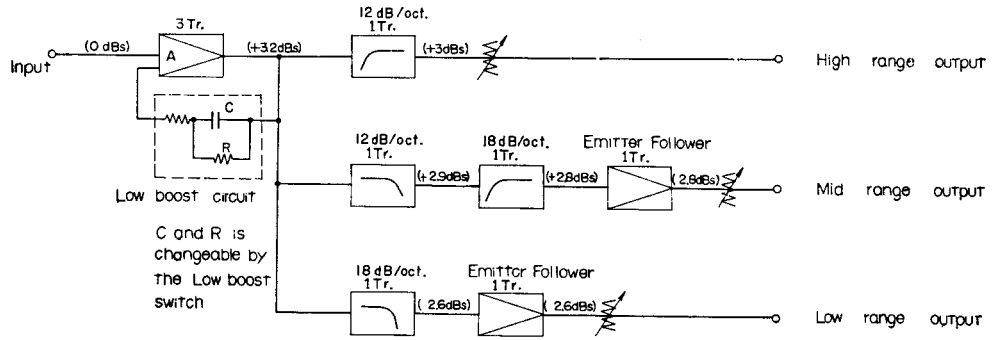 12 dB/oct.
1Tr.
3 Tr.
(0 dBs)
A
(+3.2dBs)
(+3dBs)
Input
High range output
C
R
Low boost circuit
C and R is
changeable by
the Low boost
switch
12 dB/oct.
1Tr.
(+2.9dBs)
18 dB/oct.
1Tr.
(+2.8dBs)
Emitter Follower
1Tr.
( 2.8dBs)
Mid range output
18 dB/oct.
1Tr.
( 2.6dBs)
Emitter Follower
1Tr.
( 2.6dBs)
Low range output